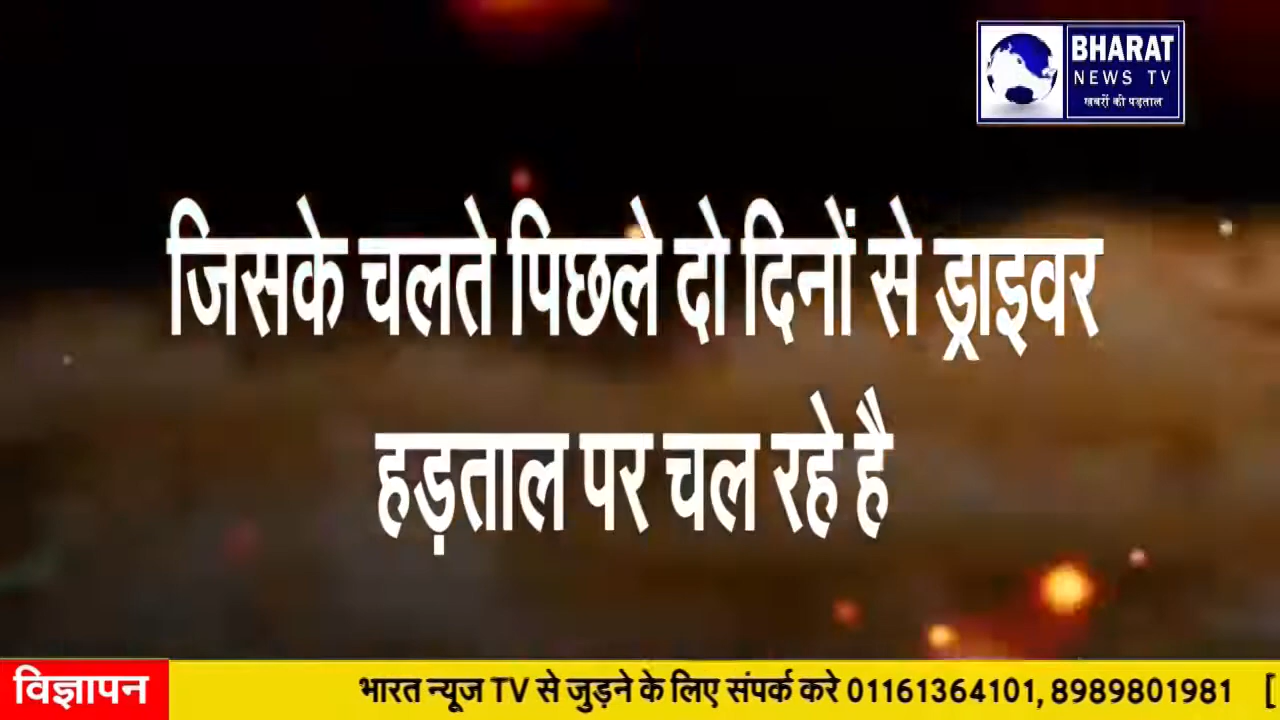 BHARAT
NEWS TV
खबरों की पड़ताल
जिसके चलते पिछले दो दिनों से ड्राइवर
हड़ताल पर चल रहे है
विज्ञापन
भारत न्यूज TV से जुड़ने के लिए संपर्क करे 01161364101, 8989801981 [